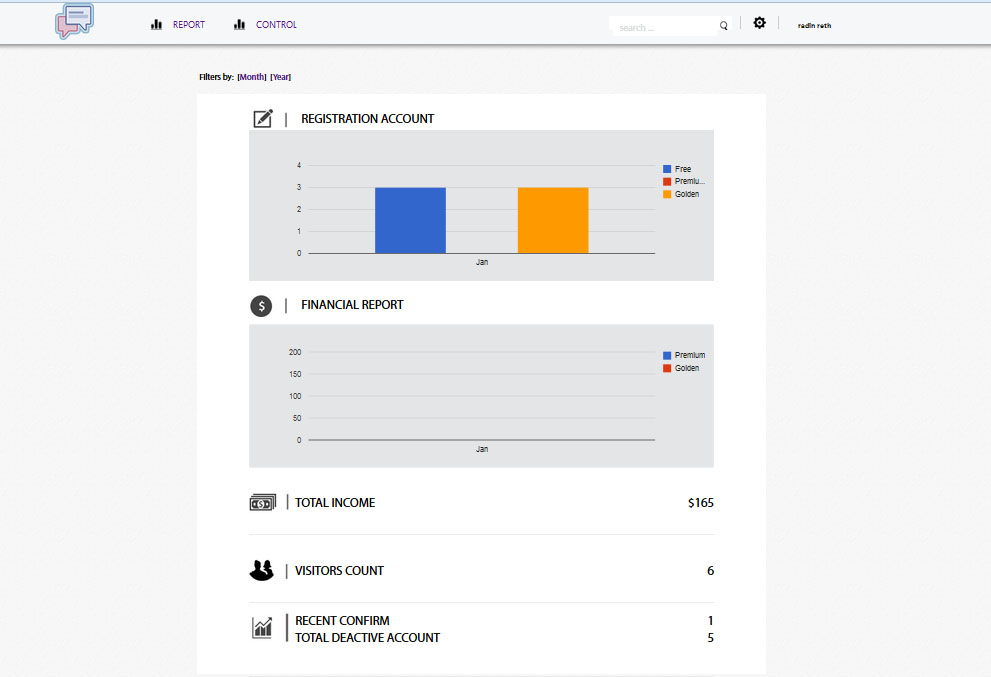 REPORT CONTROL search ... radin reth
Filters by: [Month] [Year]
REGISTRATION ACCOUNT
4
3
2
1
0
Jan
Free
Premiu...
Golden
$ | FINANCIAL REPORT
200
150
100
50
0
Jan
Premium
Golden
TOTAL INCOME $165
VISITORS COUNT 6
RECENT CONFIRM 1
TOTAL DEACTIVE ACCOUNT 5